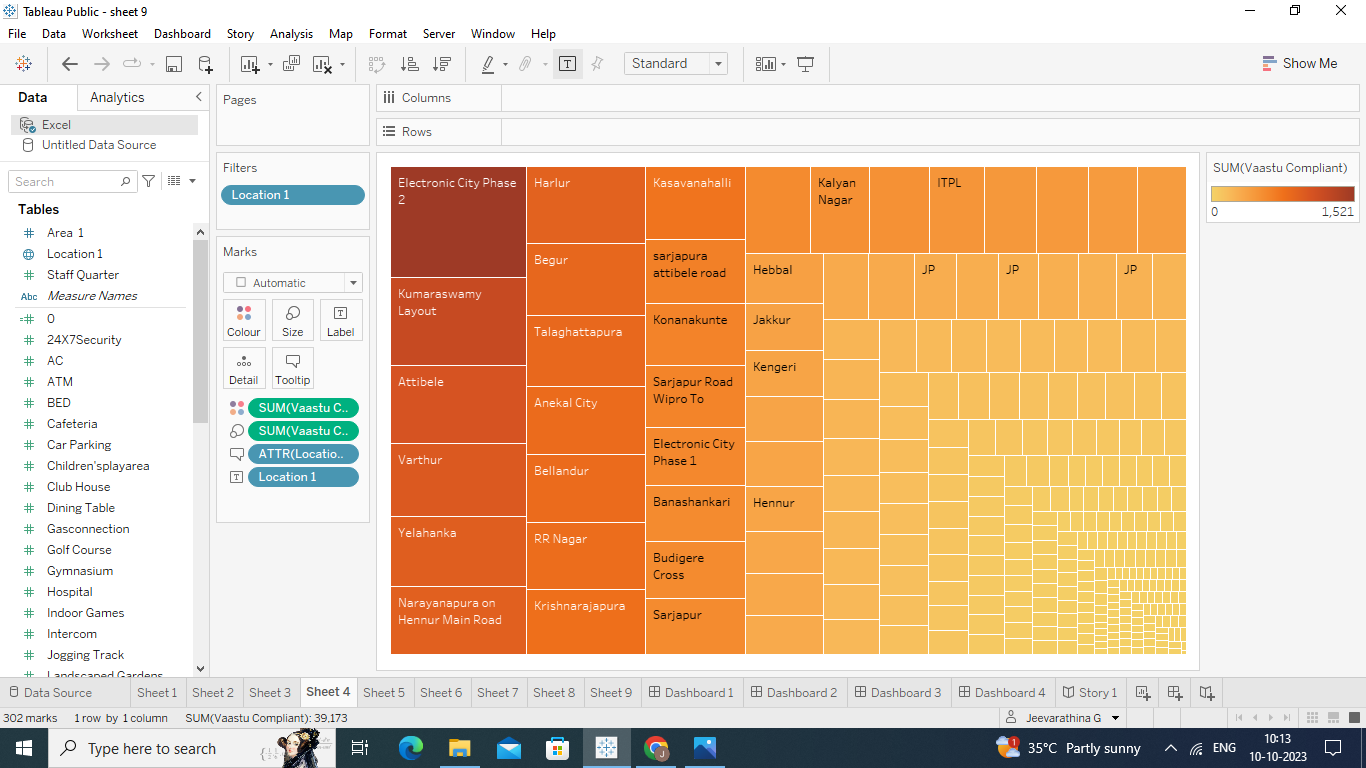 Tableau Public - sheet 9
File Data Worksheet Dashboard Story Analysis Map Format Server Window Help
Standard
Show Me
Data Analytics
Excel
Untitled Data Source
Search
Tables
Area 1
Location 1
Staff Quarter
Abc Measure Names
0
24X7Security
AC
ATM
BED
Cafeteria
Car Parking
Children'splayarea
Club House
Dining Table
Gasconnection
Golf Course
Gymnasium
Hospital
Indoor Games
Intercom
Jogging Track
Landscaped Gardens
Pages
Filters
Location 1
Marks
Automatic
Colour Size Label
Detail Tooltip
SUM(Vaastu C..
SUM(Vaastu C..
ATTR(Locatio..
Location 1
Columns
Rows
Electronic City Phase
2
Kumaraswamy
Layout
Attibele
Varthur
Yelahanka
Narayanapura on
Hennur Main Road
Harlur
Begur
Talaghattapura
Anekal City
Bellandur
RR Nagar
Krishnarajapura
Kasavanahalli
sarjapura
attibele road
Konanakunte
Sarjapur Road
Wipro To
Electronic City
Phase 1
Banashankari
Budigere
Cross
Sarjapur
Kalyan
Nagar
ITPL
Hebbal
JP
JP
JP
Jakkur
Kengeri
Hennur
SUM(Vaastu Compliant)
0 1,521
Data Source Sheet 1 Sheet 2 Sheet 3 Sheet 4 Sheet 5 Sheet 6 Sheet 7 Sheet 8 Sheet 9 Dashboard 1 Dashboard 2 Dashboard 3 Dashboard 4 Story 1
302 marks 1 row by 1 column SUM(Vaastu Compliant): 39,173
Jeevarathina G
Type here to search
1
35°C Partly sunny
ENG
10:13
10-10-2023